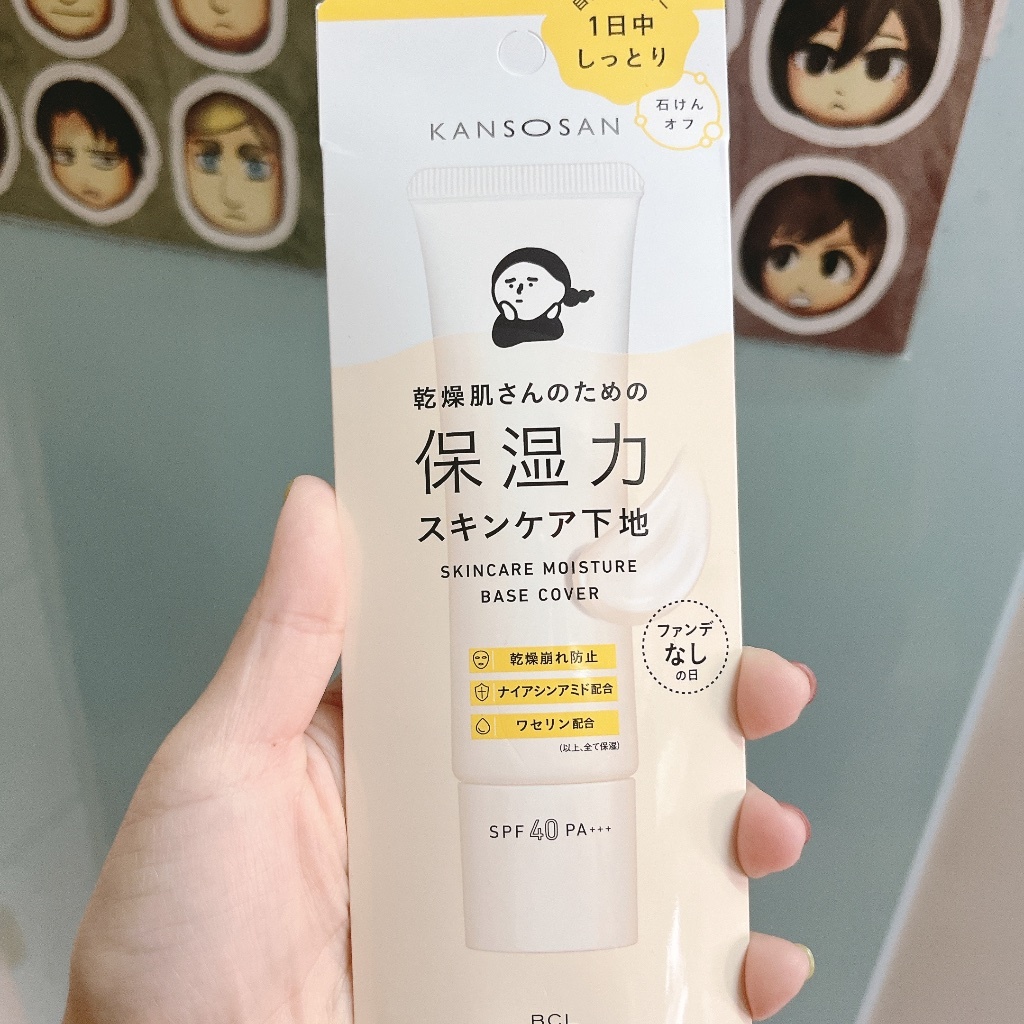 1日中
しっとり
石けん
オフ
KANSOSAN
乾燥肌さんのための
保湿力
スキンケア下地
SKINCARE MOISTURE
BASE COVER
ファンデ
なし
の日
乾燥崩れ防止
ナイアシンアミド配合
ワセリン配合
(以上、全て保湿)
SPF 40 PA+++
BCL